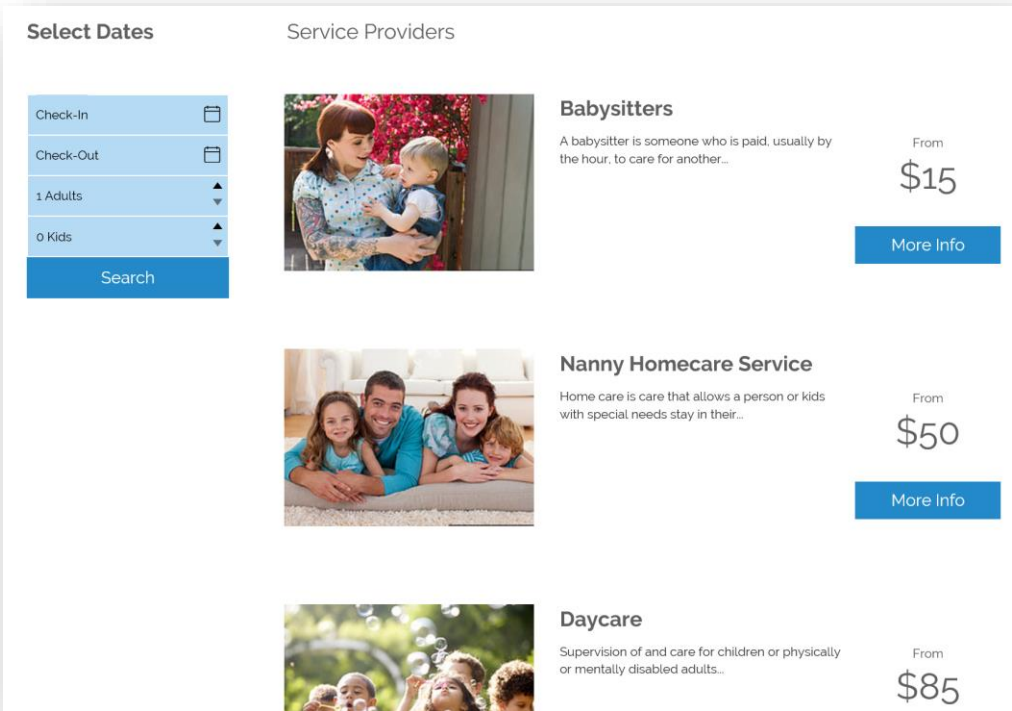 Select Dates
Service Providers
Check-In
Check-Out
1 Adults
0 Kids
Search
Babysitters
A babysitter is someone who is paid, usually by
the hour, to care for another...
From
$15
More Info
Nanny Homecare Service
Home care is care that allows a person or kids
with special needs stay in their...
From
$50
More Info
Daycare
Supervision of and care for children or physically
or mentally disabled adults...
From
$85